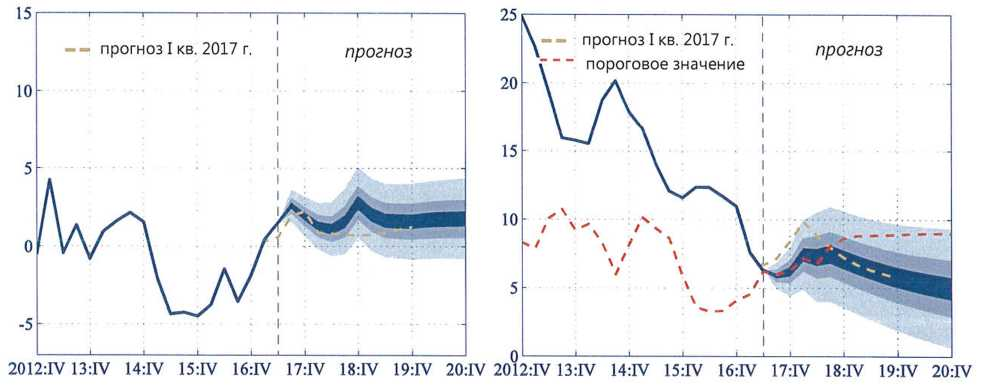 15
10
5
0
-5
прогноз I кв. 2017 г.
прогноз
2012:IV 13:IV 14:IV 15:IV 16:IV 17:IV 18:IV 19:IV 20:IV
25
20
15
10
5
0
прогноз I кв. 2017 г.
пороговое значение
прогноз
2012:IV 13:IV 14:IV 15:IV 16:IV 17:IV 18:IV 19:IV 20:IV